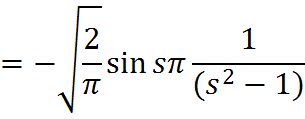 = −√(2/π) sin sπ 1/(s² − 1)